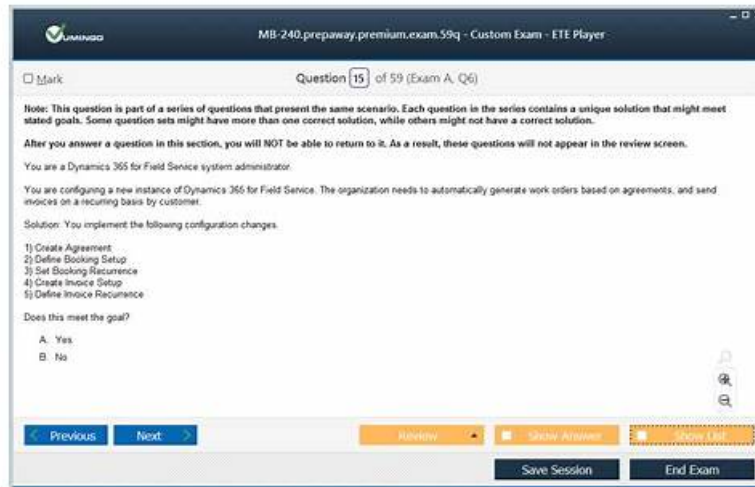 VUMINGO
MB-240.prepaway.premium.exam.59q - Custom Exam - ETE Player
Mark
Question 15 of 59 (Exam A, Q6)
Note: This question is part of a series of questions that present the same scenario. Each question in the series contains a unique solution that might meet
stated goals. Some question sets might have more than one correct solution, while others might not have a correct solution.
After you answer a question in this section, you will NOT be able to return to it. As a result, these questions will not appear in the review screen.
You are a Dynamics 365 for Field Service system administrator.
You are configuring a new instance of Dynamics 365 for Field Service. The organization needs to automatically generate work orders based on agreements, and send
invoices on a recurring basis by customer.
Solution: You implement the following configuration changes.
1) Create Agreement
2) Define Booking Setup
3) Set Booking Recurrence
4) Create Invoice Setup
5) Define Invoice Recurrence
Does this meet the goal?
A. Yes
B. No
Previous
Next
Review
Show Answer
Show List
Save Session
End Exam